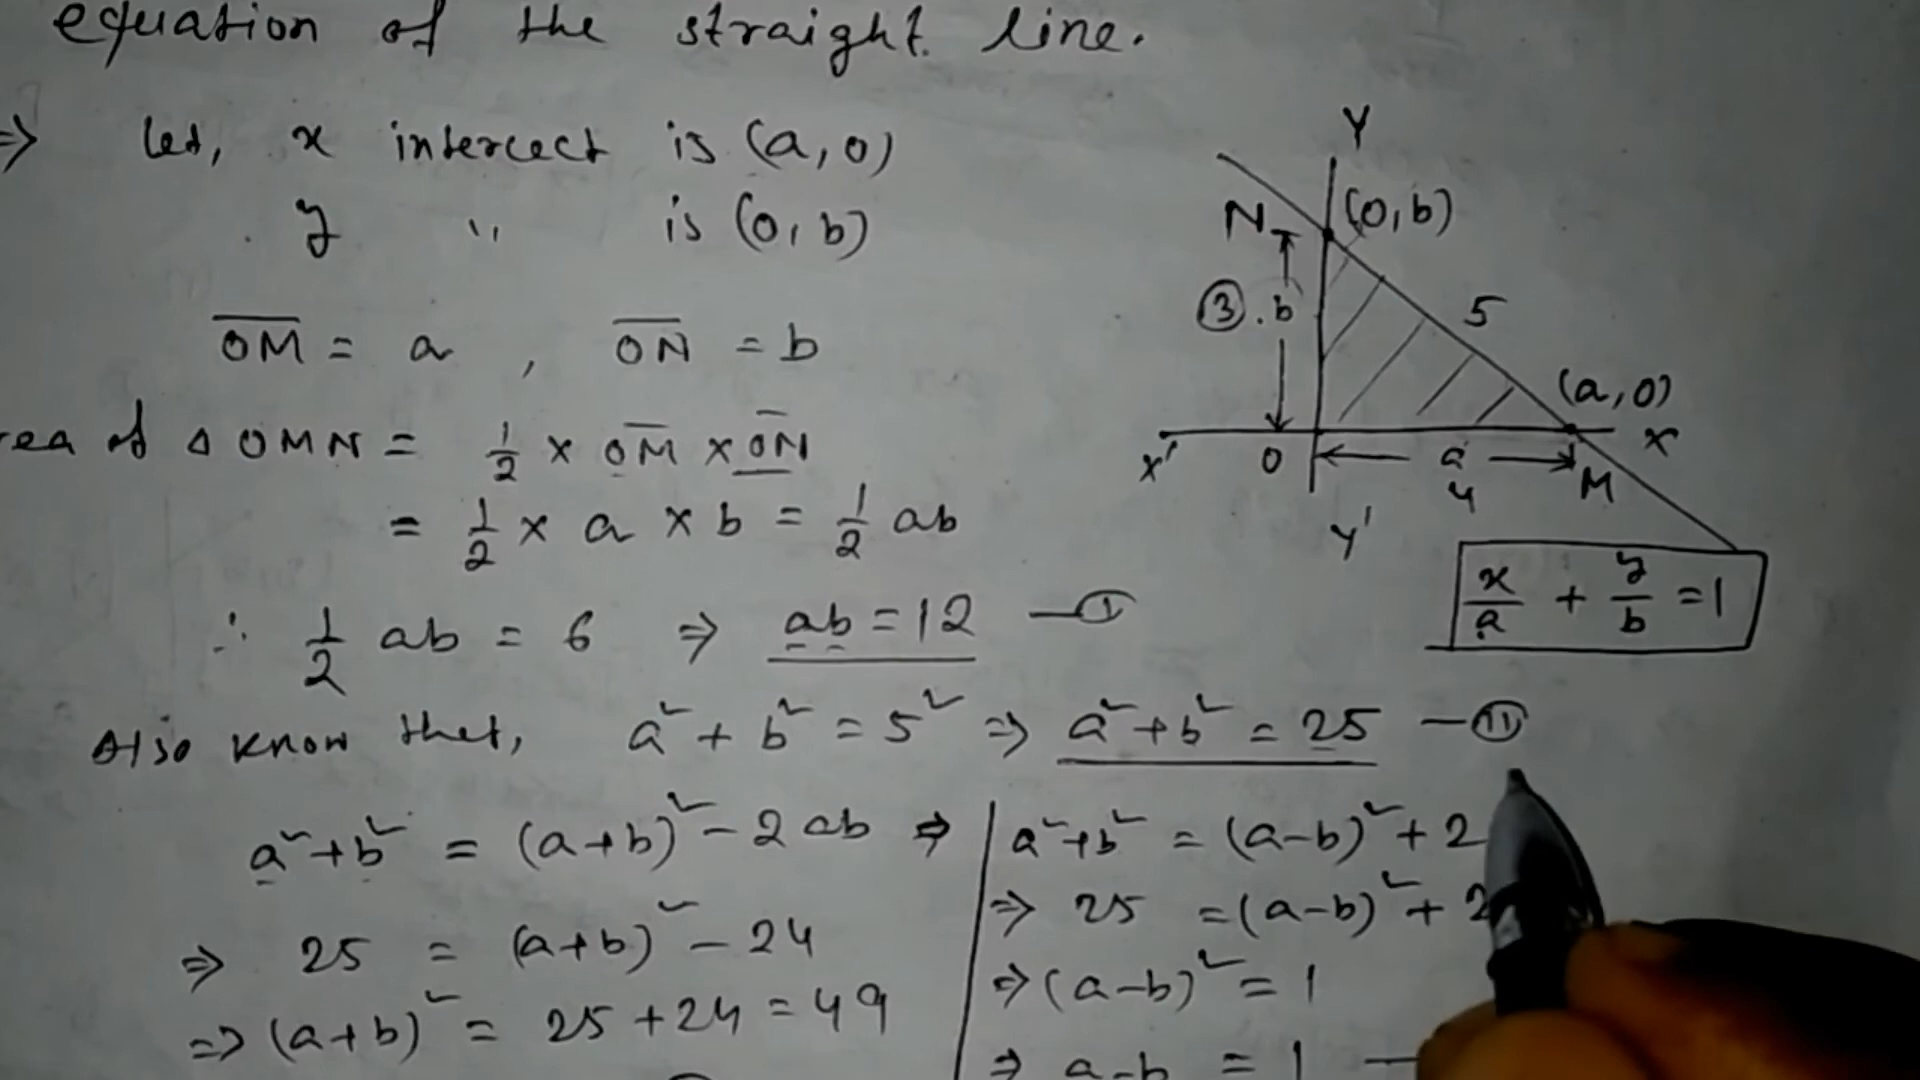 equation of the straight line.
⇒ Let, x intercect is (a, 0)
y " is (0, b)
OM̅ = a , ON̅ = b
rea of Δ OMN = 1/2 × OM̅ × ON̅
= 1/2 × a × b = 1/2 ab
∴ 1/2 ab = 6 ⇒ ab = 12 — (I)
Also know that, a² + b² = 5² ⇒ a² + b² = 25 — (II)
a² + b² = (a+b)² - 2ab ⇒
⇒ 25 = (a+b)² - 24
⇒ (a+b)² = 25 + 24 = 49
a² + b² = (a-b)² + 2
⇒ 25 = (a-b)² + 2
⇒ (a-b)² = 1
⇒ a-b = 1 —
Y
N (0, b)
(3). b 5
(a, 0)
X' O a M X
4
Y'
x/a + y/b = 1